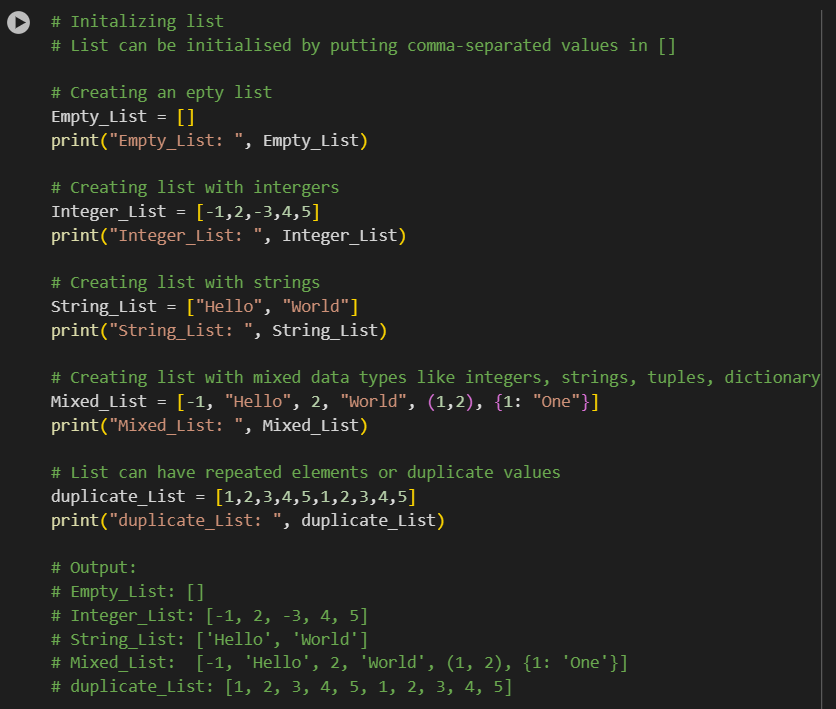 # Initalizing list
# List can be initialised by putting comma-separated values in []
# Creating an epty list
Empty_List = []
print("Empty_List: ", Empty_List)
# Creating list with intergers
Integer_List = [-1,2,-3,4,5]
print("Integer_List: ", Integer_List)
# Creating list with strings
String_List = ["Hello", "World"]
print("String_List: ", String_List)
# Creating list with mixed data types like integers, strings, tuples, dictionary
Mixed_List = [-1, "Hello", 2, "World", (1,2), {1: "One"}]
print("Mixed_List: ", Mixed_List)
# List can have repeated elements or duplicate values
duplicate_List = [1,2,3,4,5,1,2,3,4,5]
print("duplicate_List: ", duplicate_List)
# Output:
# Empty_List: []
# Integer_List: [-1, 2, -3, 4, 5]
# String_List: ['Hello', 'World']
# Mixed_List:  [-1, 'Hello', 2, 'World', (1, 2), {1: 'One'}]
# duplicate_List: [1, 2, 3, 4, 5, 1, 2, 3, 4, 5]